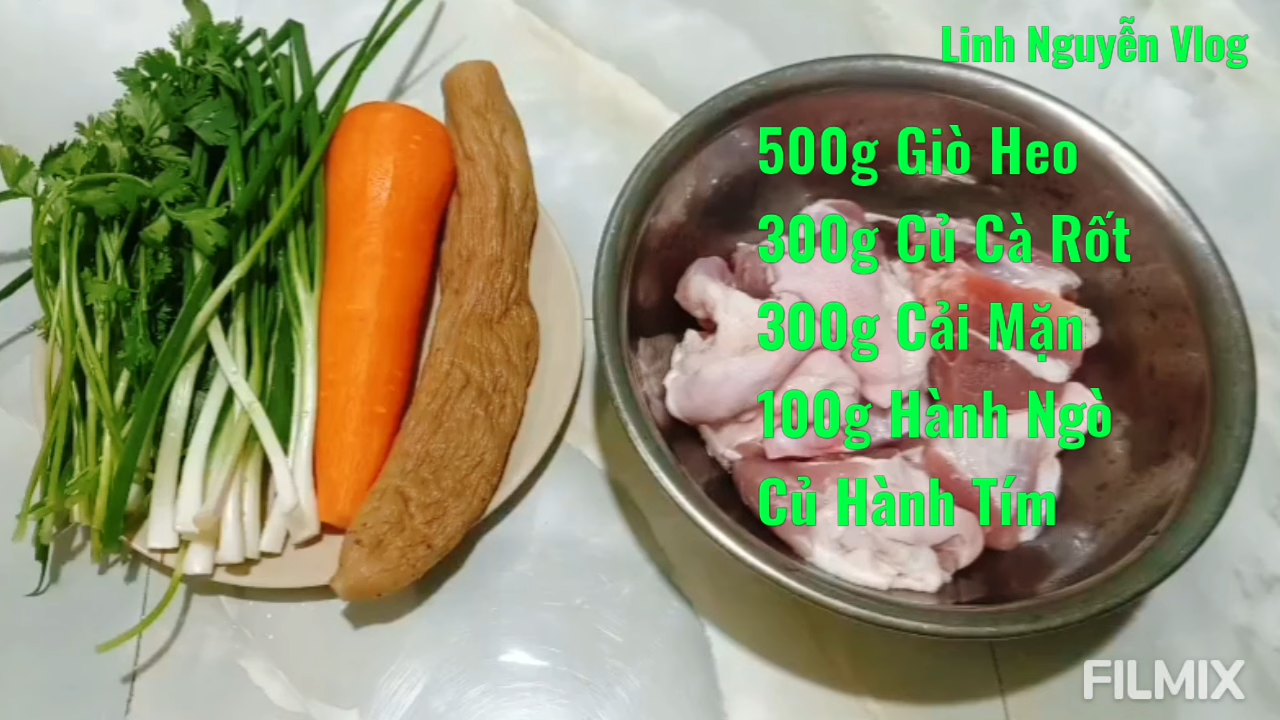 Linh Nguyễn Vlog
500g Giò Heo
300g Củ Cà Rốt
300g Cải Mặn
100g Hành Ngò
Củ Hành Tím
FILMIX